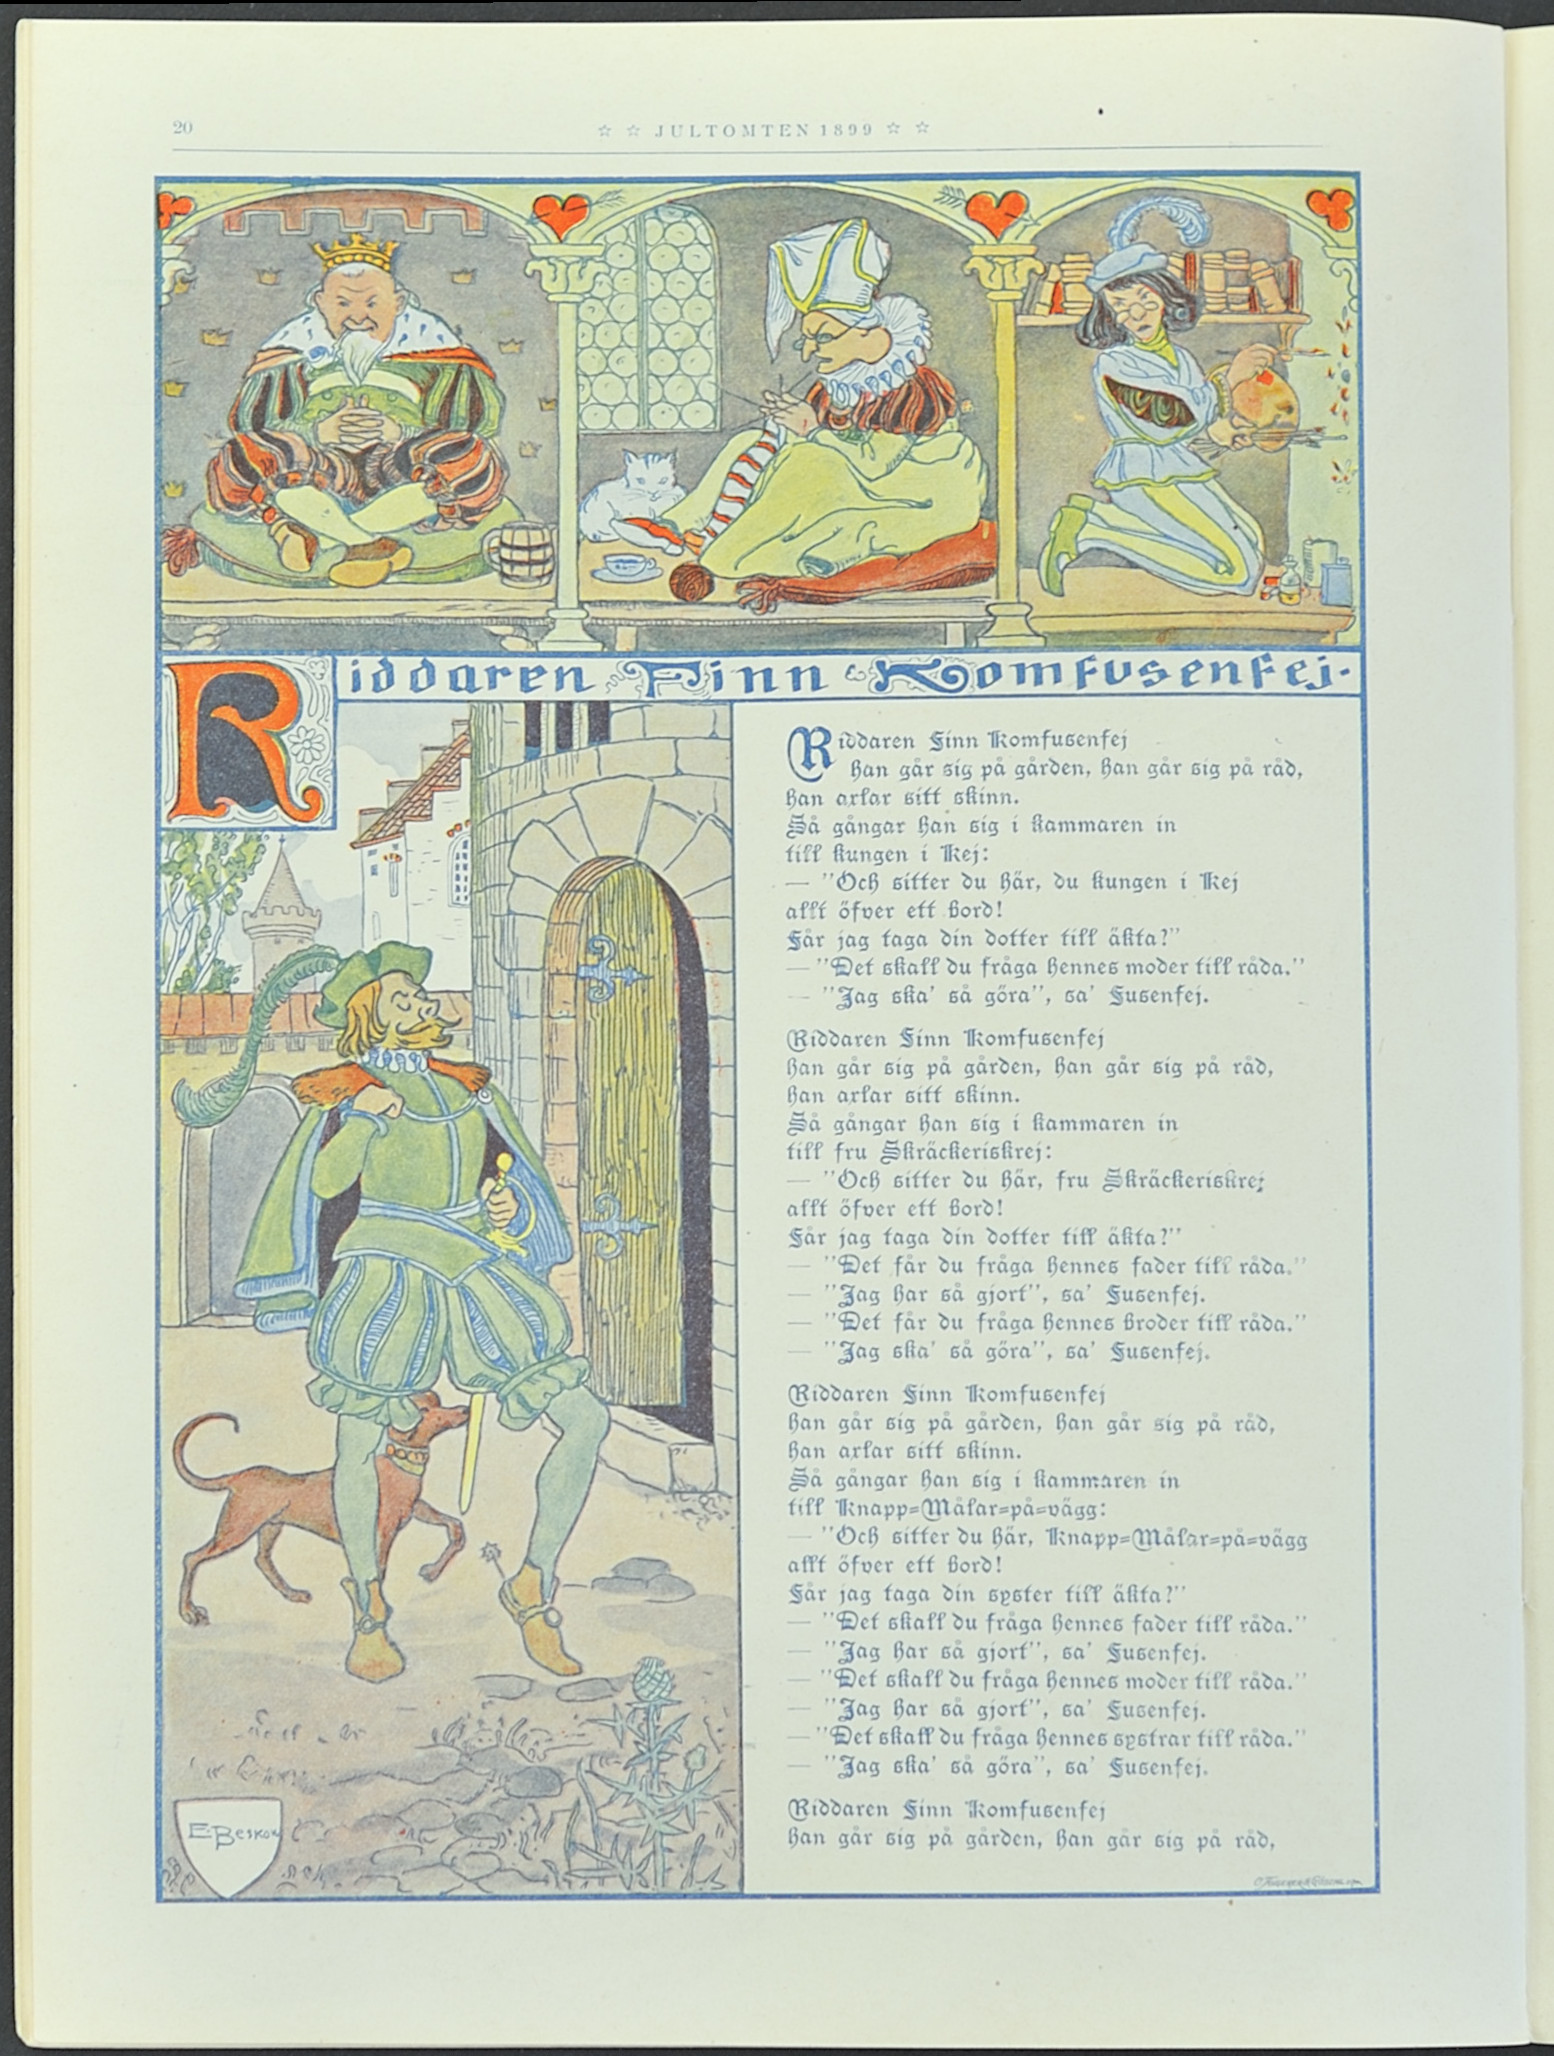 20
☆ ☆ JULTOMTEN 1899 ☆ ☆
Riddaren Finn Komfusenfej.
Riddaren Finn Komfusenfej
han går sig på gården, han går sig på råd,
han axlar sitt skinn.
Så gångar han sig i kammaren in
till kungen i Kej:
— "Och sitter du här, du kungen i Kej
allt öfver ett bord!
Får jag taga din dotter till äkta?"
— "Det skall du fråga hennes moder till råda."
— "Jag ska' så göra", sa' Fusenfej.
Riddaren Finn Komfusenfej
han går sig på gården, han går sig på råd,
han axlar sitt skinn.
Så gångar han sig i kammaren in
till fru Skräckeriskrej:
— "Och sitter du här, fru Skräckeriskrej
allt öfver ett bord!
Får jag taga din dotter till äkta?"
— "Det får du fråga hennes fader till råda."
— "Jag har så gjort", sa' Fusenfej.
— "Det får du fråga hennes broder till råda."
— "Jag ska' så göra", sa' Fusenfej.
Riddaren Finn Komfusenfej
han går sig på gården, han går sig på råd,
han axlar sitt skinn.
Så gångar han sig i kammaren in
till Knapp=Målar=på=vägg:
— "Och sitter du här, Knapp=Målar=på=vägg
allt öfver ett bord!
Får jag taga din syster till äkta?"
— "Det skall du fråga hennes fader till råda."
— "Jag har så gjort", sa' Fusenfej.
— "Det skall du fråga hennes moder till råda."
— "Jag har så gjort", sa' Fusenfej.
— "Det skall du fråga hennes systrar till råda."
— "Jag ska' så göra", sa' Fusenfej.
Riddaren Finn Komfusenfej
han går sig på gården, han går sig på råd,
E. Beskow